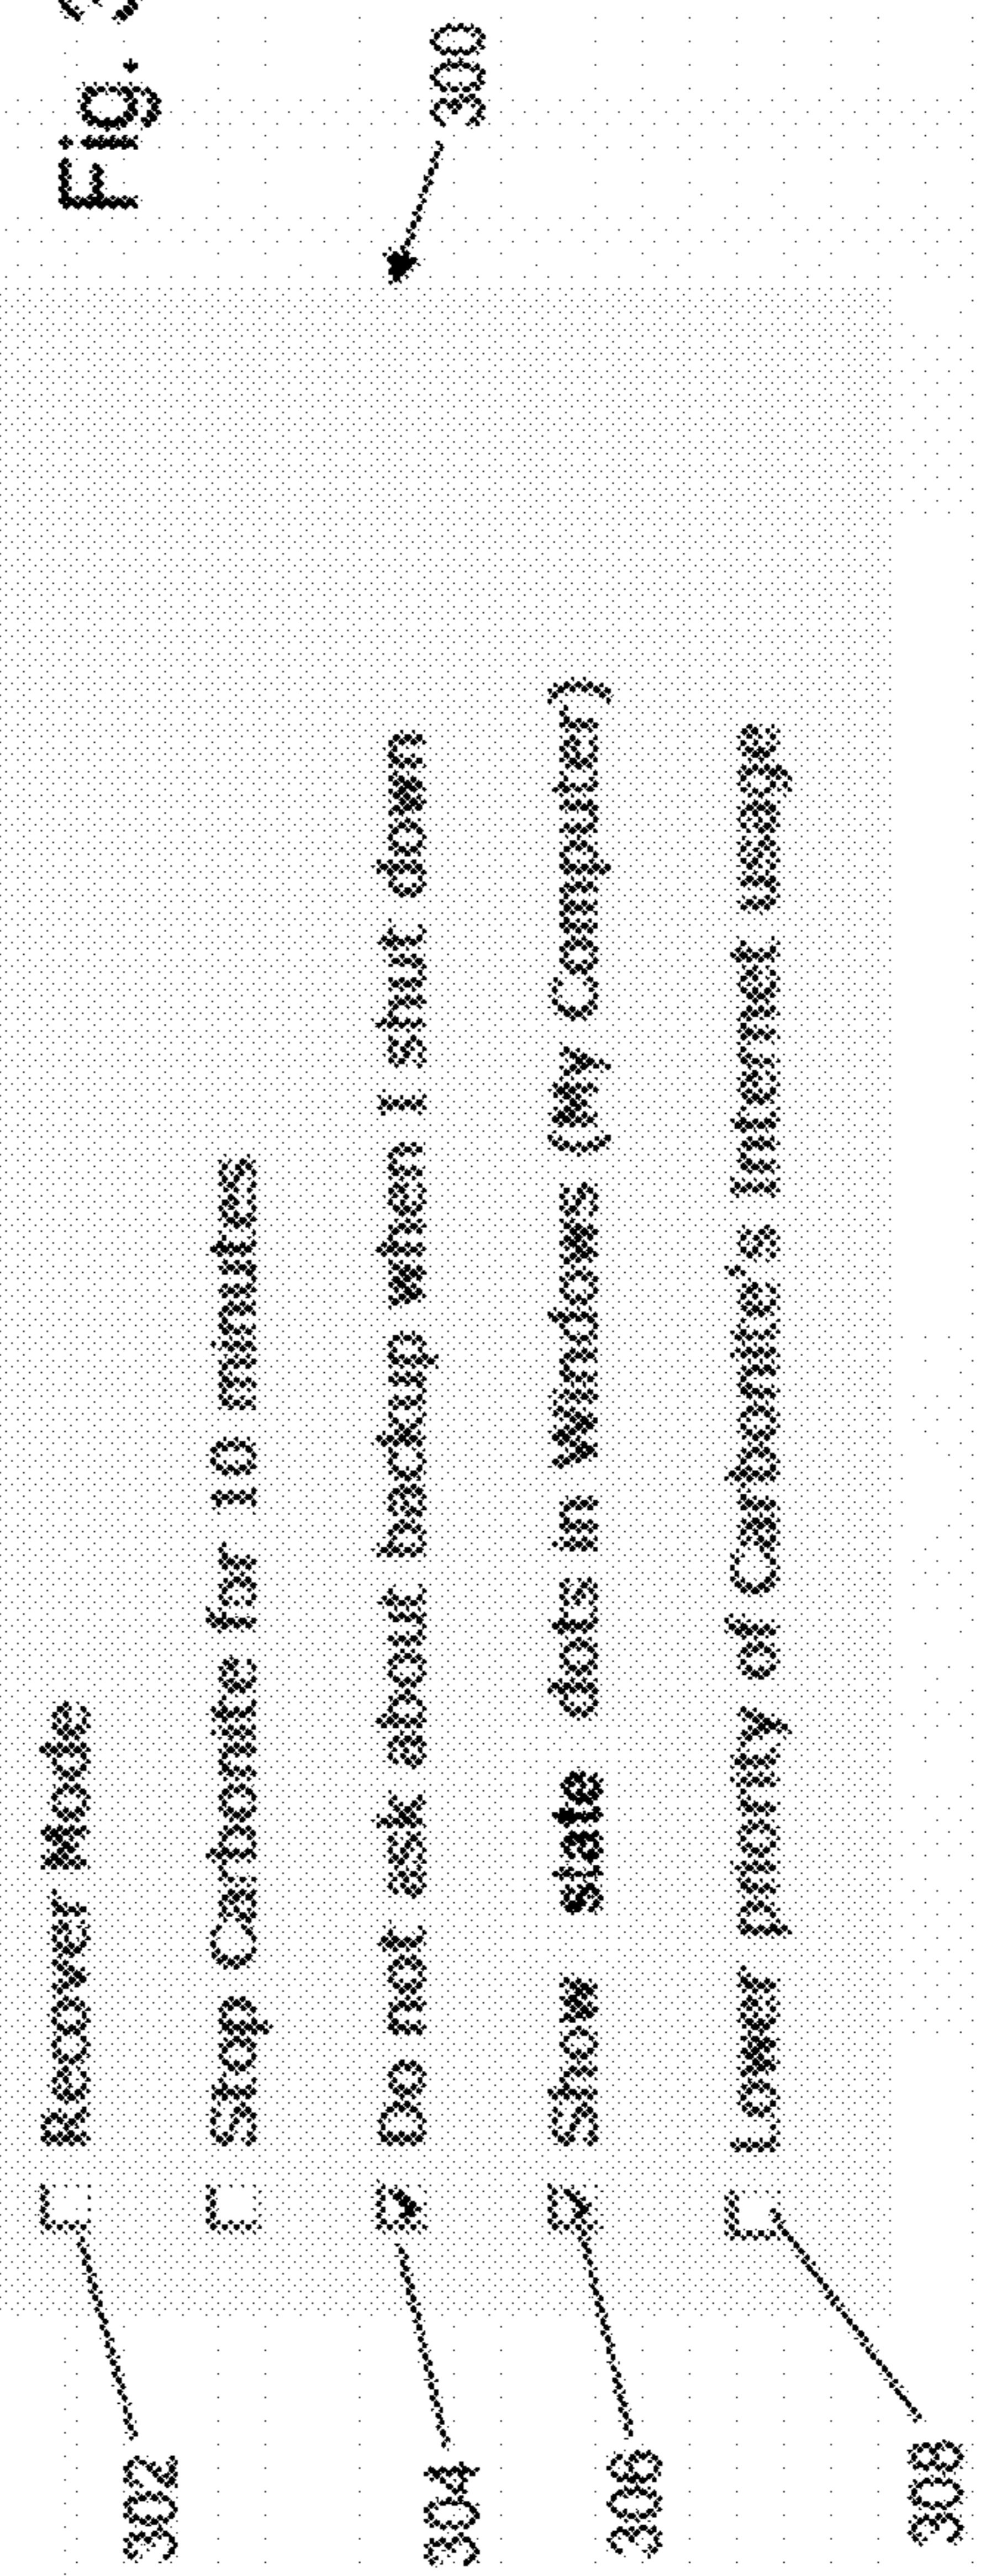 Fig. 3
300
302 Recover Mode
Stop Carbonite for 10 minutes
304 Do not ask about backup when I shut down
306 Show state dots in Windows (My Computer)
308 Lower priority of Carbonite's Internet usage